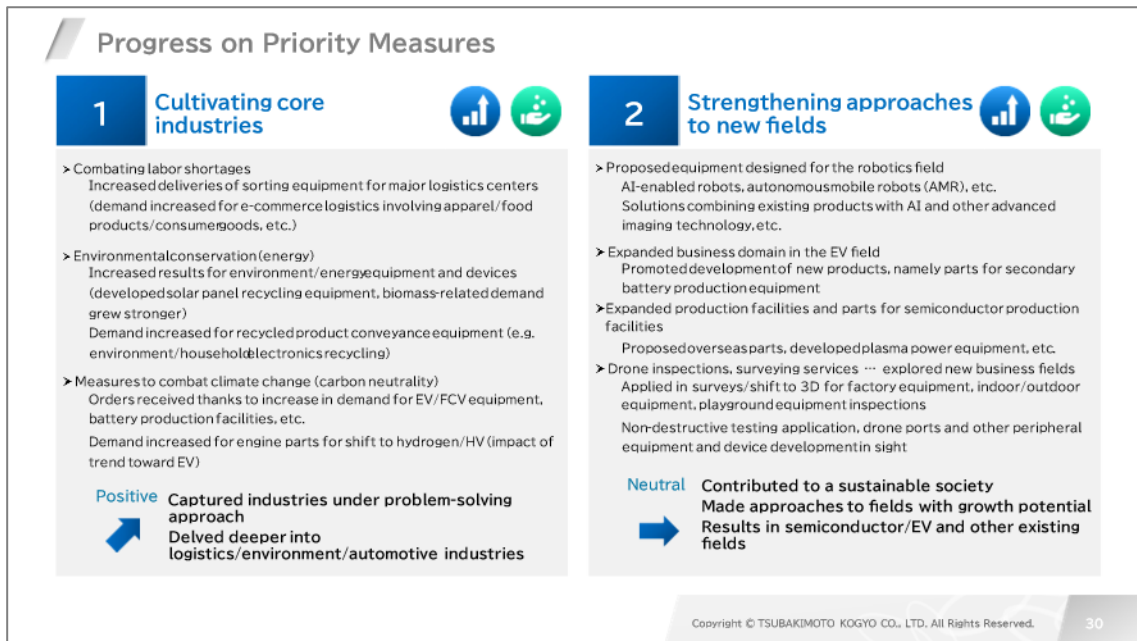 Progress on Priority Measures
1
Cultivating core
industries
➤Combating labor shortages
Increased deliveries of sorting equipment for major logistics centers
(demand increased for e-commerce logistics involving apparel/food
products/consumergoods, etc.)
➤Environmentalconservation (energy)
Increased results for environment/energyequipment and devices
(developed solar panel recycling equipment, biomass-related demand
grew stronger)
Demand increased for recycled product conveyance equipment (e.g.
environment/householdelectronics recycling)
➤Measures to combat climate change (carbon neutrality)
Orders received thanks to increase in demand for EV/FCV equipment,
battery production facilities, etc.
Demand increased for engine parts for shift to hydrogen/HV (impact of
trend toward EV)
Positive
Captured industries under problem-solving
approach
Delved deeper into
logistics/environment/automotive industries
2
Strengthening approaches
to new fields
➤Proposed equipment designed for the robotics field
AI-enabled robots, autonomousmobile robots (AMR), etc.
Solutions combining existing products with AI and other advanced
imaging technology, etc.
➤Expanded business domain in the EV field
Promoted development of new products, namely parts for secondary
battery production equipment
➤Expanded production facilities and parts for semiconductor production
facilities
Proposed overseas parts, developed plasma power equipment, etc.
➤Drone inspections, surveying services ⋯ explored new business fields
Applied in surveys/shift to 3D for factory equipment, indoor/outdoor
equipment, playground equipment inspections
Non-destructive testing application, drone ports and other peripheral
equipment and device development in sight
Neutral
Contributed to a sustainable society
Made approaches to fields with growth potential
Results in semiconductor/EV and other existing
fields
Copyright © TSUBAKIMOTO KOGYO CO., LTD. All Rights Reserved.
30